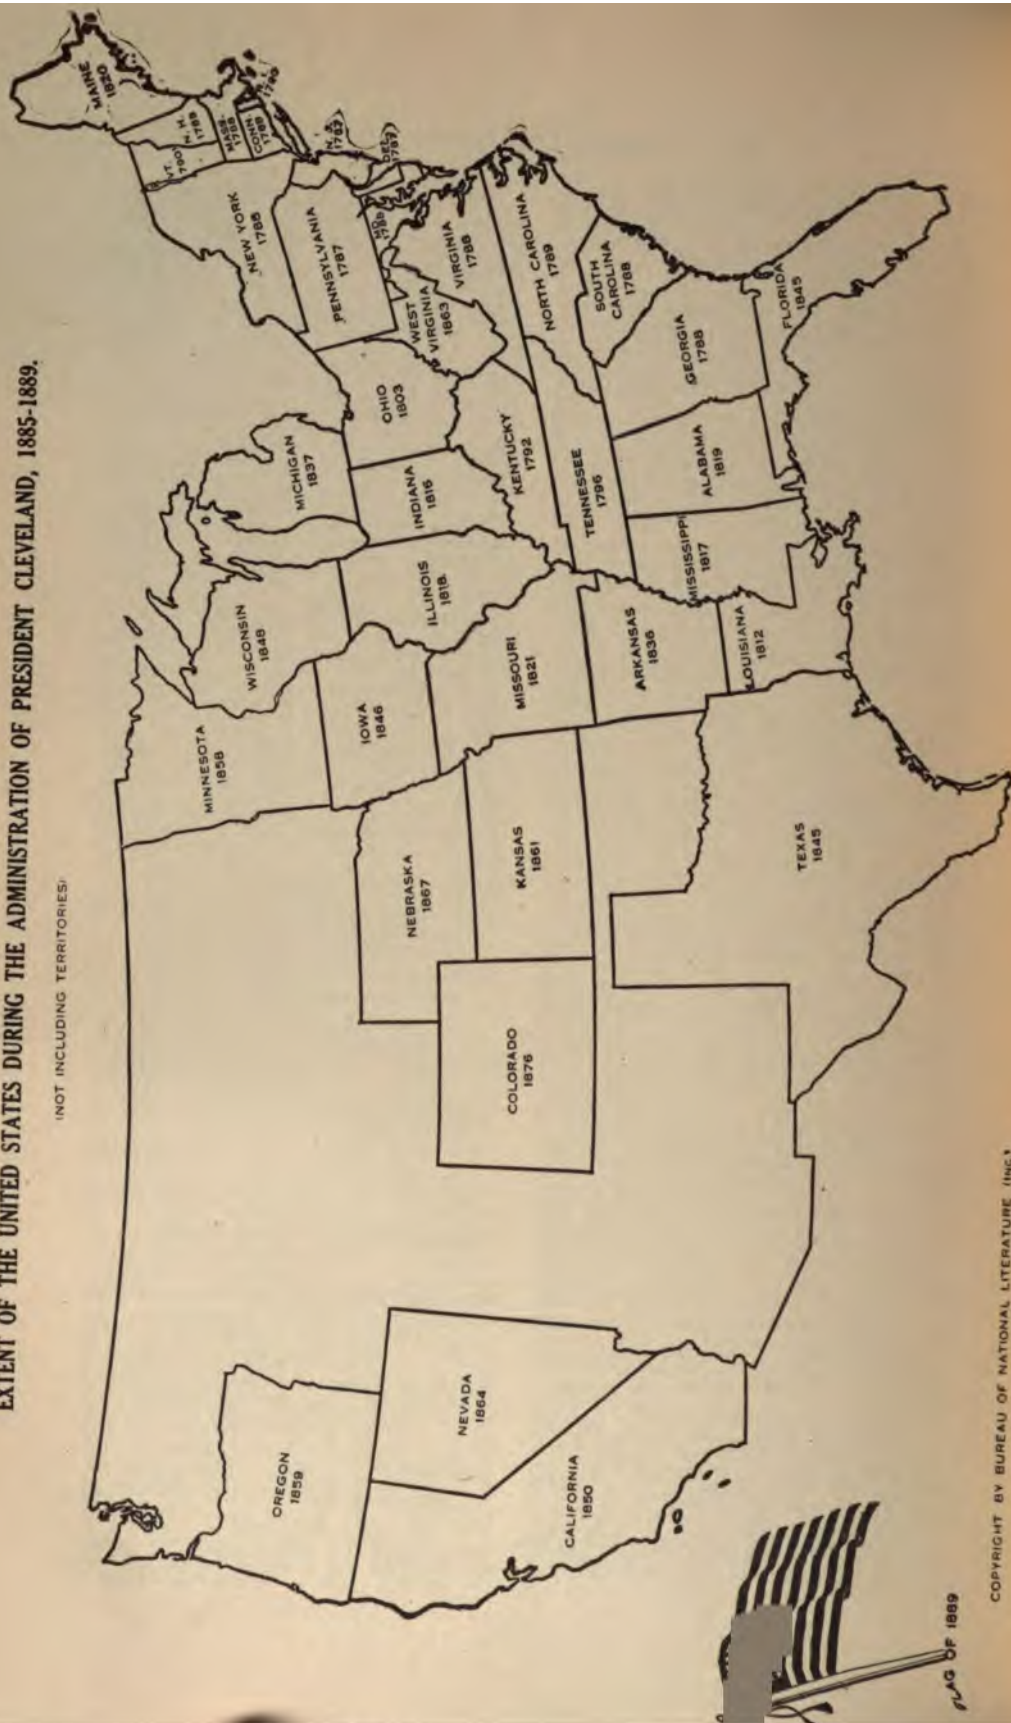 EXTENT OF THE UNITED STATES DURING THE ADMINISTRATION OF PRESIDENT CLEVELAND, 1885-1889.
(NOT INCLUDING TERRITORIES)
MAINE
1820
VT.
N. H.
1788
MASS.
1788
CONN.
1788
1790
NEW YORK
1788
PENNSYLVANIA
1787
N. J.
1787
DEL.
1787
MD.
1788
VIRGINIA
1788
WEST
VIRGINIA
1863
NORTH CAROLINA
1789
SOUTH
CAROLINA
1788
GEORGIA
1788
FLORIDA
1845
OHIO
1803
MICHIGAN
1837
INDIANA
1816
KENTUCKY
1792
TENNESSEE
1796
ALABAMA
1819
MISSISSIPPI
1817
WISCONSIN
1848
ILLINOIS
1818.
MINNESOTA
1858
IOWA
1846
MISSOURI
1821
ARKANSAS
1836
LOUISIANA
1812
NEBRASKA
1867
KANSAS
1861
TEXAS
1845
COLORADO
1876
OREGON
1859
NEVADA
1864
CALIFORNIA
1850
FLAG OF 1889
COPYRIGHT BY BUREAU OF NATIONAL LITERATURE (INC.)